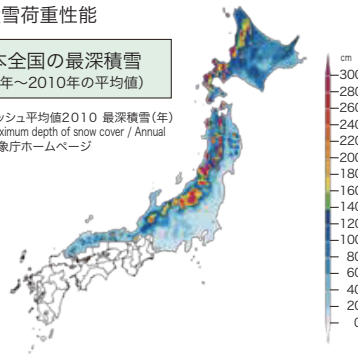 雪荷重性能
本全国の最深積雪
年〜2010年の平均値）
ッシュ平均値2010 最深積雪（年）
ximum depth of snow cover / Annual
象庁ホームページ
cm
300
280
260
240
220
200
180
160
140
120
100
80
60
40
20
0